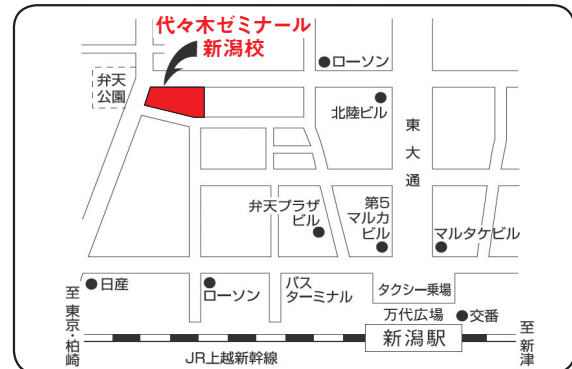 代々木ゼミナール
新潟校
ローソン
弁天
公園
北陸ビル
東大通
弁天プラザ
ビル
第5
マルカ
ビル
マルタケビル
日産
ローソン
バス
ターミナル
タクシー乗場
万代広場
交番
至東京・柏崎
新潟駅
至新津
JR上越新幹線